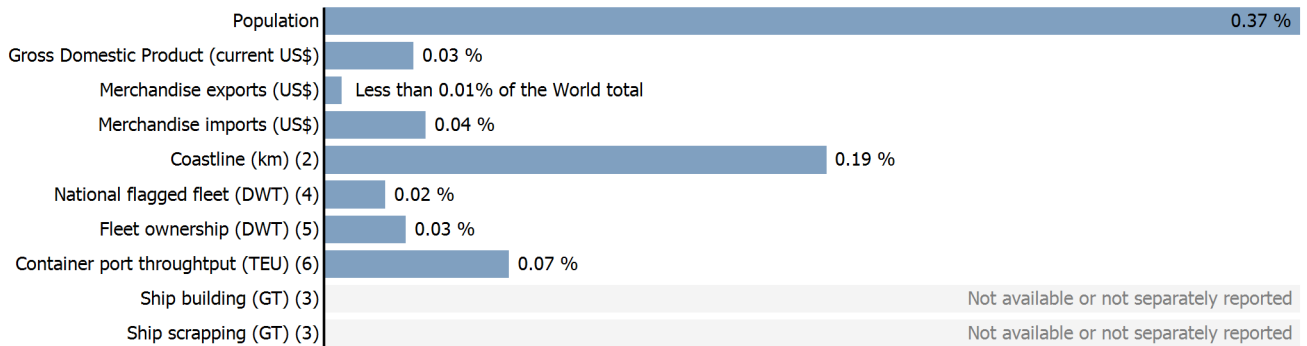 Population 0.37 %
Gross Domestic Product (current US$) 0.03 %
Merchandise exports (US$) Less than 0.01% of the World total
Merchandise imports (US$) 0.04 %
Coastline (km) (2) 0.19 %
National flagged fleet (DWT) (4) 0.02 %
Fleet ownership (DWT) (5) 0.03 %
Container port throughtput (TEU) (6) 0.07 %
Ship building (GT) (3) Not available or not separately reported
Ship scrapping (GT) (3) Not available or not separately reported